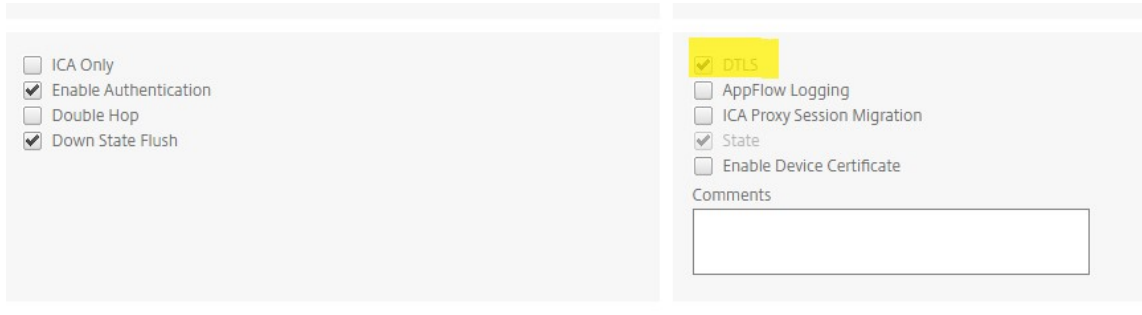 ICA Only
Enable Authentication
Double Hop
Down State Flush
DTLS
AppFlow Logging
ICA Proxy Session Migration
State
Enable Device Certificate
Comments